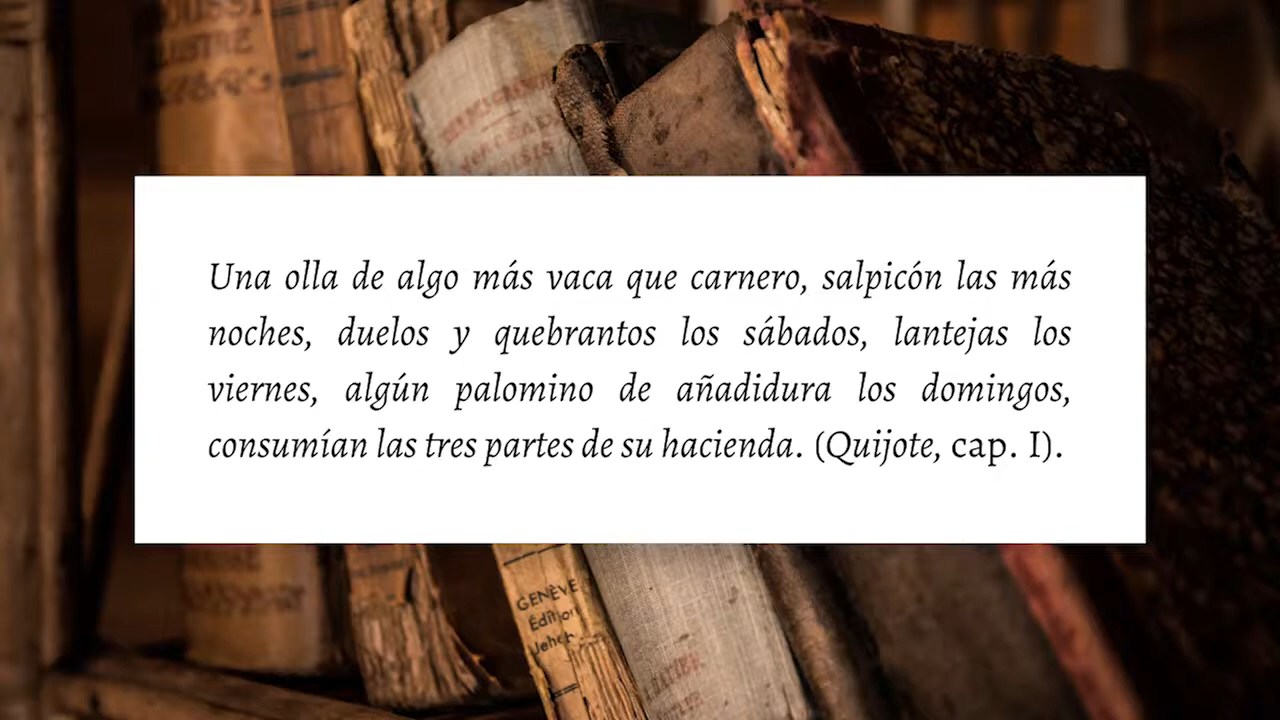 Una olla de algo más vaca que carnero, salpicón las más
noches, duelos y quebrantos los sábados, lantejas los
viernes, algún palomino de añadidura los domingos,
consumían las tres partes de su hacienda. (Quijote, cap. I).
GENÈVE